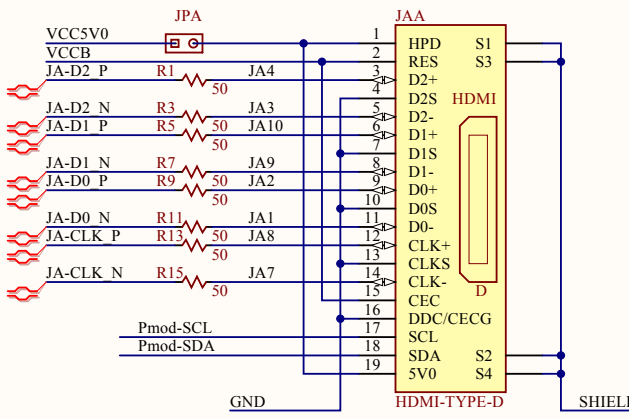 JPA JAA
VCC5V0 1 HPD S1
VCCB 2 RES S3
JA-D2_P R1 50 JA4 3 D2+
4 D2S HDMI
JA-D2_N R3 50 JA3 5 D2-
JA-D1_P R5 50 JA10 6 D1+
7 D1S
JA-D1_N R7 50 JA9 8 D1-
JA-D0_P R9 50 JA2 9 D0+
10 D0S
JA-D0_N R11 50 JA1 11 D0-
JA-CLK_P R13 50 JA8 12 CLK+
13 CLKS
JA-CLK_N R15 50 JA7 14 CLK- D
15 CEC
16 DDC/CECG
Pmod-SCL 17 SCL
Pmod-SDA 18 SDA S2
19 5V0 S4
GND HDMI-TYPE-D SHIELD